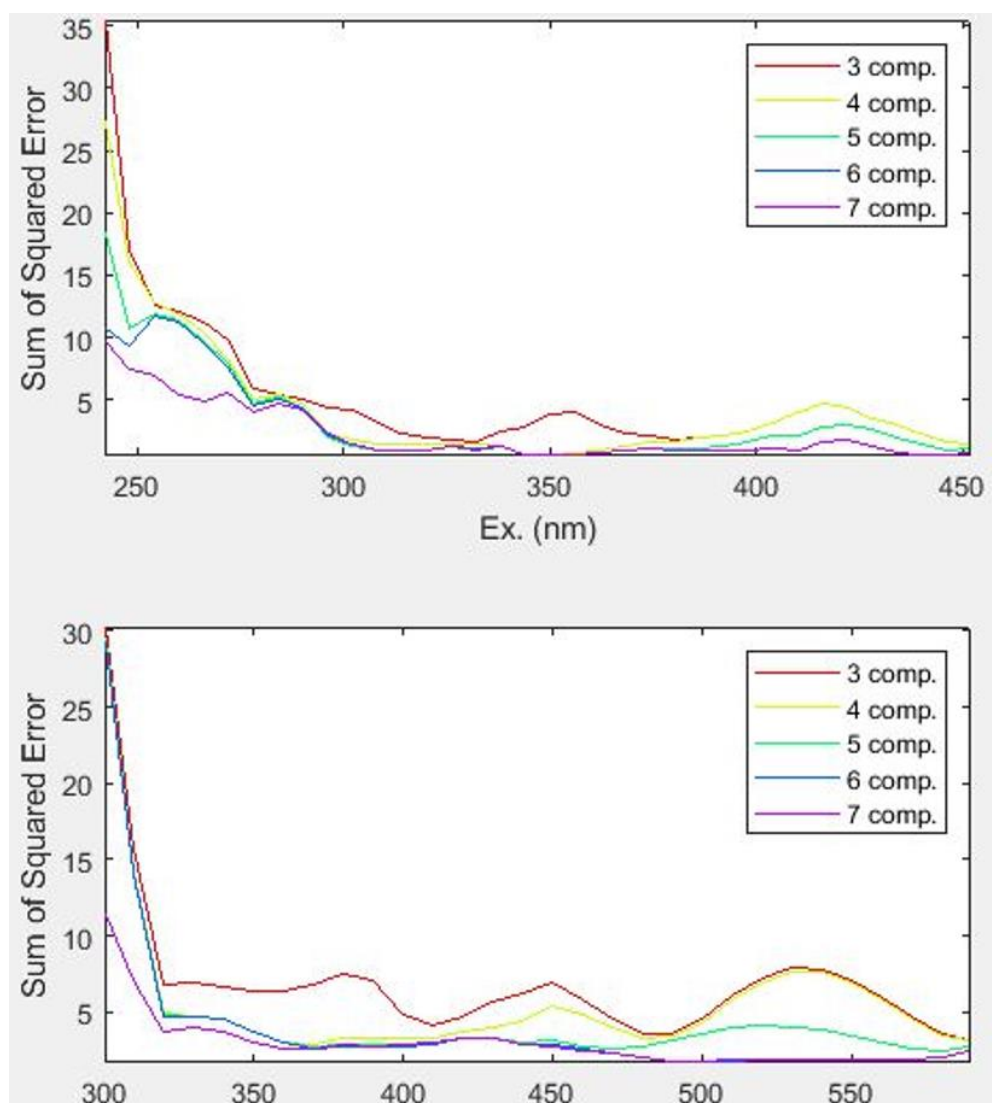 35
30
25
20
15
10
5
Sum of Squared Error
3 comp.
4 comp.
5 comp.
6 comp.
7 comp.
250 300 350 400 450
Ex. (nm)
30
25
20
15
10
5
Sum of Squared Error
3 comp.
4 comp.
5 comp.
6 comp.
7 comp.
300 350 400 450 500 550